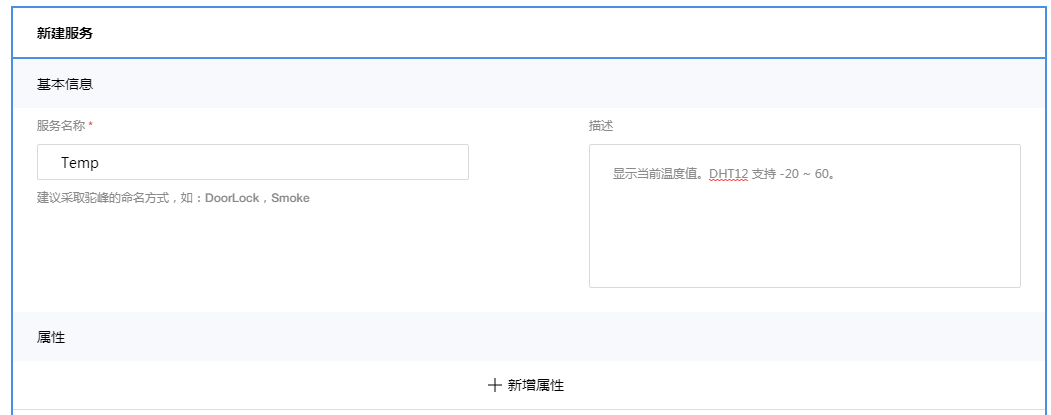 新建服务
基本信息
服务名称 *
Temp
建议采取驼峰的命名方式，如：DoorLock，Smoke
描述
显示当前温度值。DHT12 支持 -20 ~ 60。
属性
新增属性